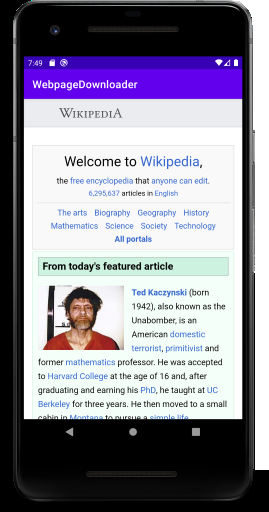 7:49
WebpageDownloader
WIKIPEDIA
Welcome to Wikipedia,
the free encyclopedia that anyone can edit.
6,295,637 articles in English
The arts Biography Geography History
Mathematics Science Society Technology
All portals
From today's featured article
Ted Kaczynski (born
1942), also known as the
Unabomber, is an
American domestic
terrorist, primitivist and
former mathematics professor. He was accepted
to Harvard College at the age of 16 and, after
graduating and earning his PhD, he taught at UC
Berkeley for three years. He then moved to a small
cabin in Montana to pursue a simple life